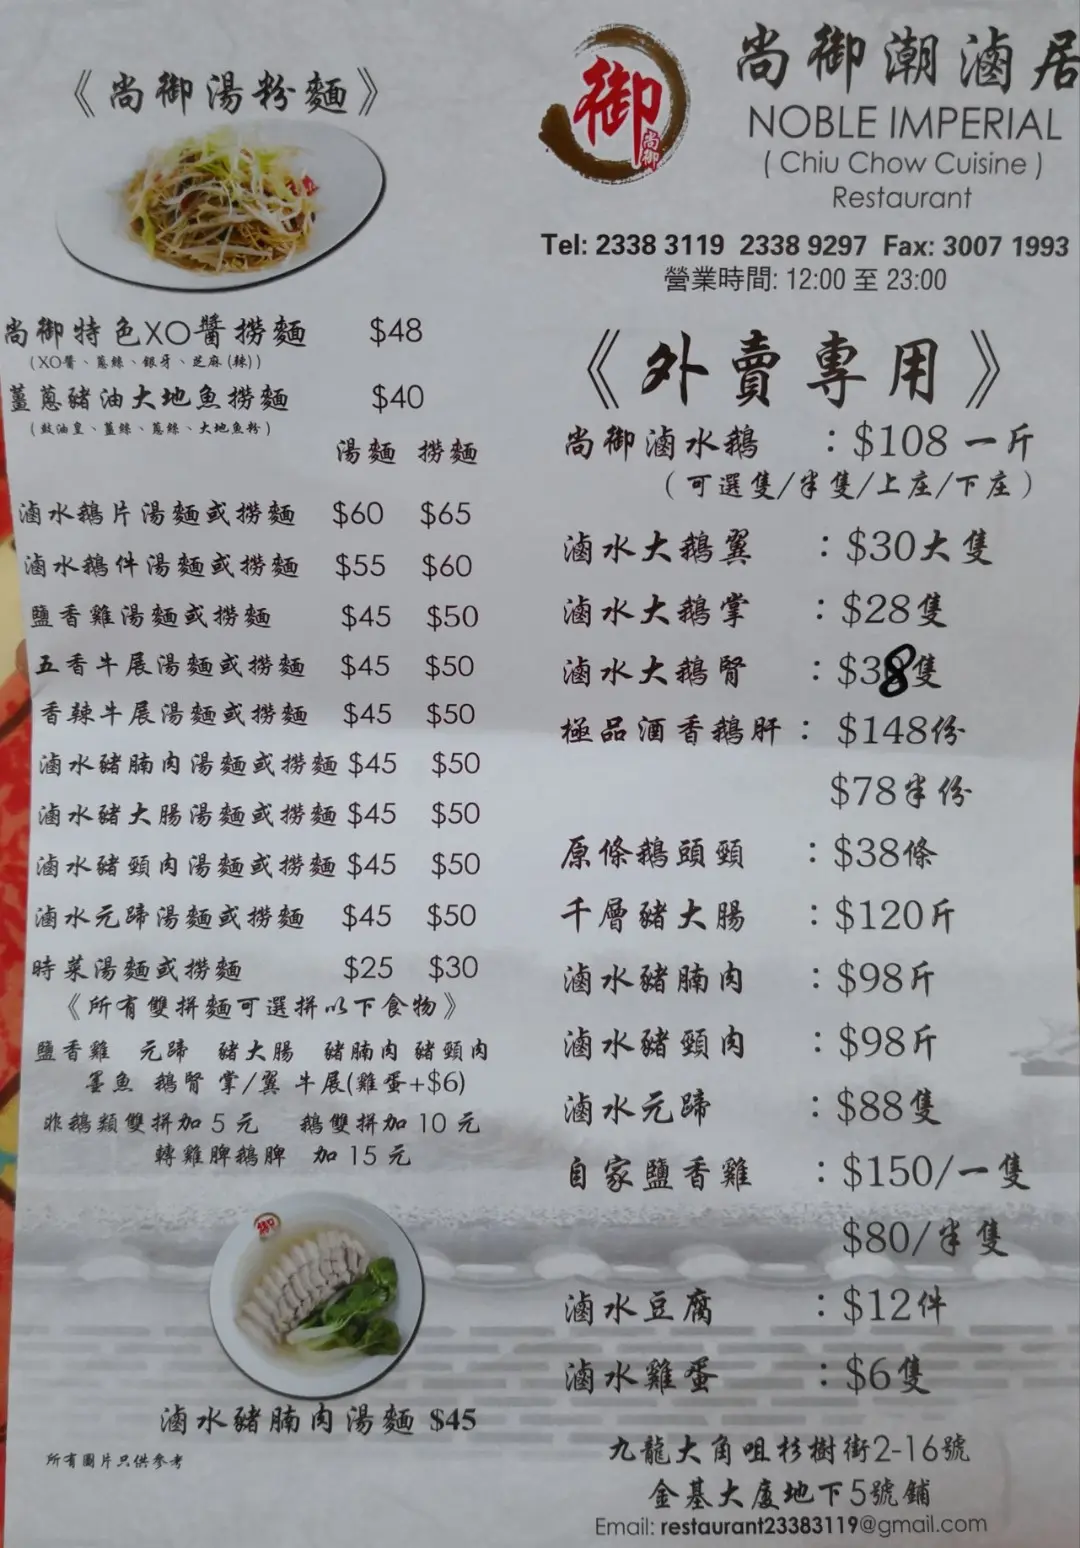 《尚御湯粉麵》
尚御特色XO醬撈麵 $48
(XO醬、蔥絲、銀牙、芝麻(辣))
薑蔥豬油大地魚撈麵 $40
(豉油皇、薑絲、蔥絲、大地魚粉)
湯麵 撈麵
滷水鵝片湯麵或撈麵 $60 $65
滷水鵝件湯麵或撈麵 $55 $60
鹽香雞湯麵或撈麵 $45 $50
五香牛展湯麵或撈麵 $45 $50
香辣牛展湯麵或撈麵 $45 $50
滷水豬腩肉湯麵或撈麵 $45 $50
滷水豬大腸湯麵或撈麵 $45 $50
滷水豬頸肉湯麵或撈麵 $45 $50
滷水元蹄湯麵或撈麵 $45 $50
時菜湯麵或撈麵 $25 $30
《所有雙拼麵可選拼以下食物》
鹽香雞 元蹄 豬大腸 豬腩肉 豬頸肉
墨魚 鵝腎 掌/翼 牛展(雞蛋+$6)
非鵝類雙拼加 5 元 鵝雙拼加 10 元
轉雞脾鵝脾 加 15 元
御
滷水豬腩肉湯麵 $45
所有圖片只供參考
御
尚御
尚御潮滷居
NOBLE IMPERIAL
( Chiu Chow Cuisine )
Restaurant
Tel: 2338 3119 2338 9297 Fax: 3007 1993
營業時間: 12:00 至 23:00
《外賣專用》
尚御滷水鵝 : $108 一斤
(可選隻/半隻/上庄/下庄)
滷水大鵝翼 : $30大隻
滷水大鵝掌 : $28隻
滷水大鵝腎 : $38隻
極品酒香鵝肝 : $148份
$78半份
原條鵝頭頸 : $38條
千層豬大腸 : $120斤
滷水豬腩肉 : $98斤
滷水豬頸肉 : $98斤
滷水元蹄 : $88隻
自家鹽香雞 : $150/一隻
$80/半隻
滷水豆腐 : $12件
滷水雞蛋 : $6隻
九龍大角咀杉樹街2-16號
金基大廈地下5號鋪
Email: restaurant23383119@gmail.com